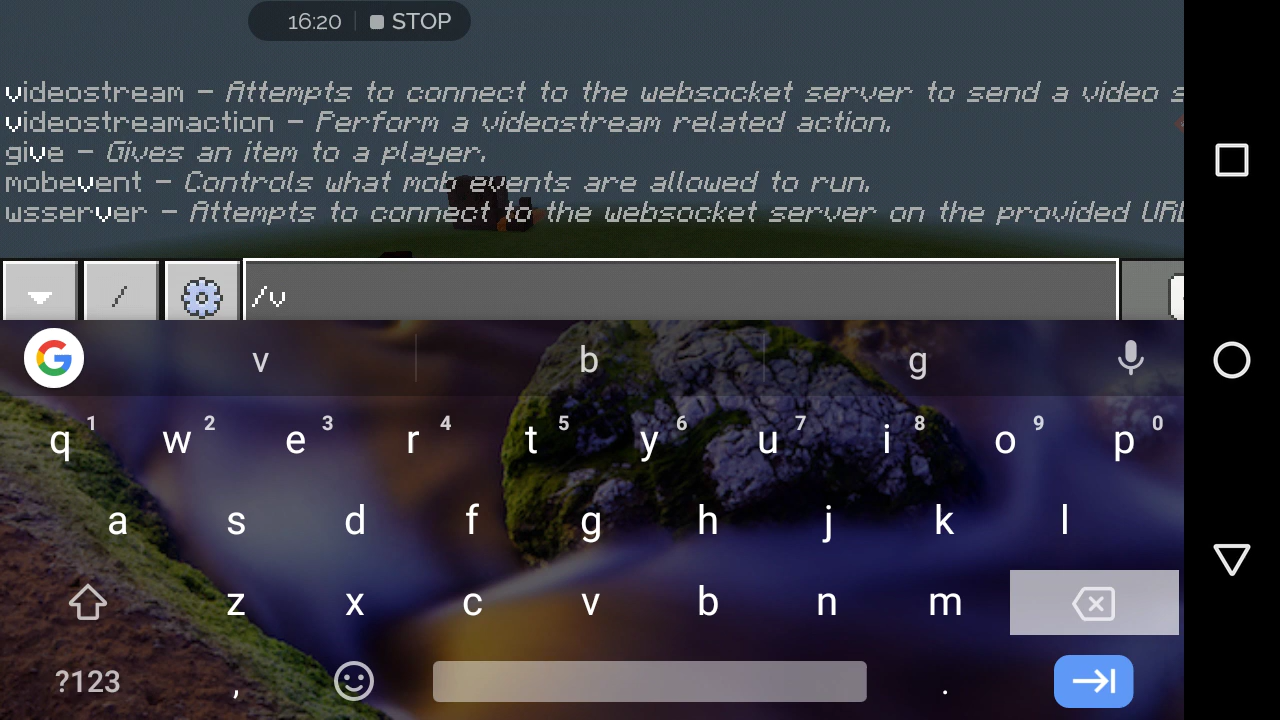 16:20 STOP
videostream – Attempts to connect to the websocket server to send a video s
videostreamaction – Perform a videostream related action.
give – Gives an item to a player.
mobevent – Controls what mob events are allowed to run.
wsserver – Attempts to connect to the websocket server on the provided URL
/ /v
G v b g
q 1 w 2 e 3 r 4 t 5 y 6 u 7 i 8 o 9 p 0
a s d f g h j k l
z x c v b n m
?123 , .